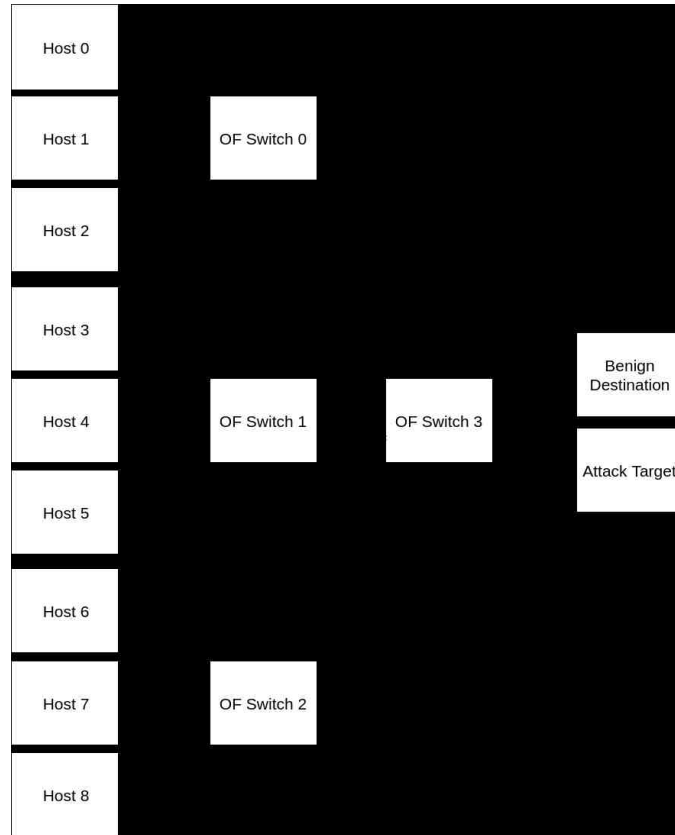 Host 0
Host 1
OF Switch 0
Host 2
Host 3
Benign
Destination
Host 4
OF Switch 1
OF Switch 3
Attack Target
Host 5
Host 6
Host 7
OF Switch 2
Host 8